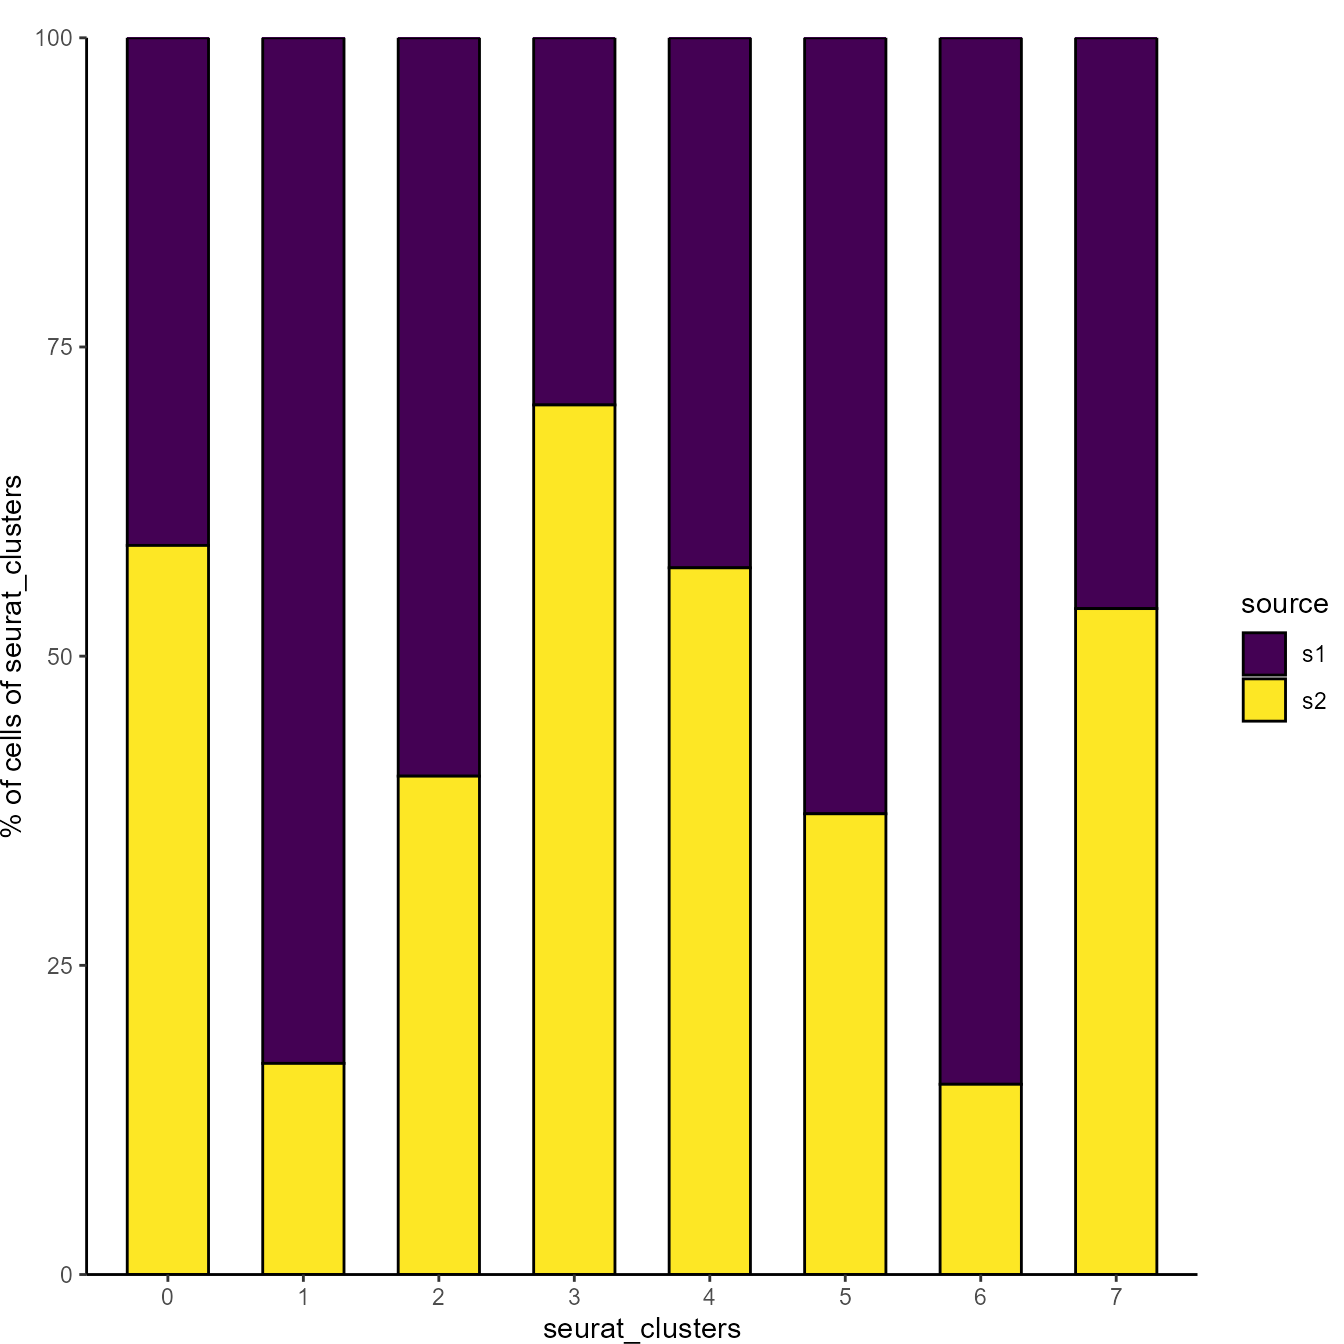 100
75
50
25
0
% of cells of seurat_clusters
0 1 2 3 4 5 6 7
seurat_clusters
source
s1
s2